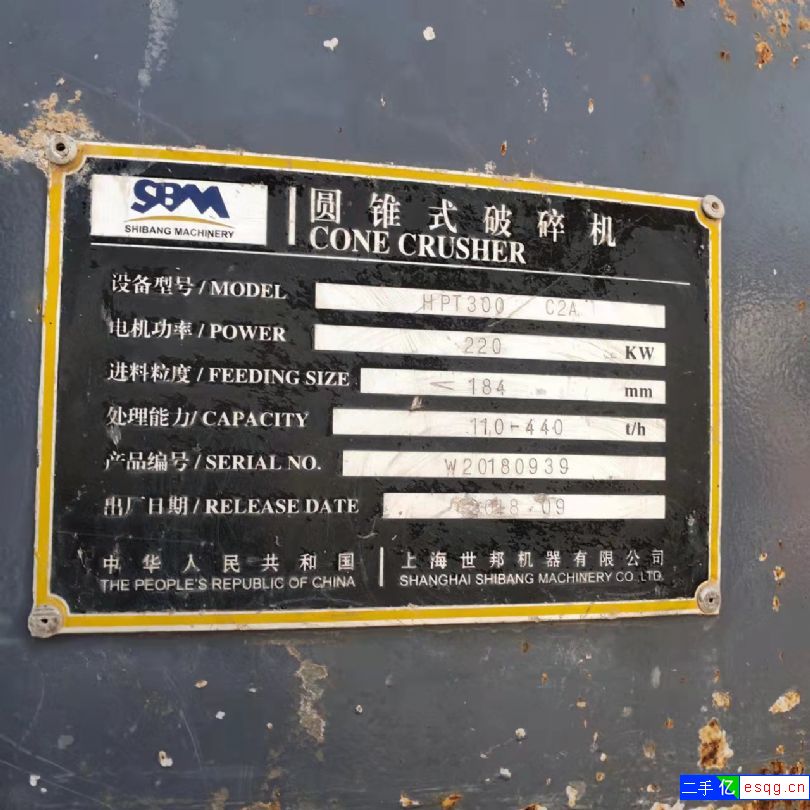 SBM
SHIBANG MACHINERY
圆锥式破碎机
CONE CRUSHER
设备型号/MODEL HPT300 C2A
电机功率/POWER 220 KW
进料粒度/FEEDING SIZE < 184 mm
处理能力/CAPACITY 110-440 t/h
产品编号/SERIAL NO. W20180939
出厂日期/RELEASE DATE 2018.09
中华人民共和国
THE PEOPLE'S REPUBLIC OF CHINA
上海世邦机器有限公司
SHANGHAI SHIBANG MACHINERY CO.,LTD.
二手亿 esqg.cn